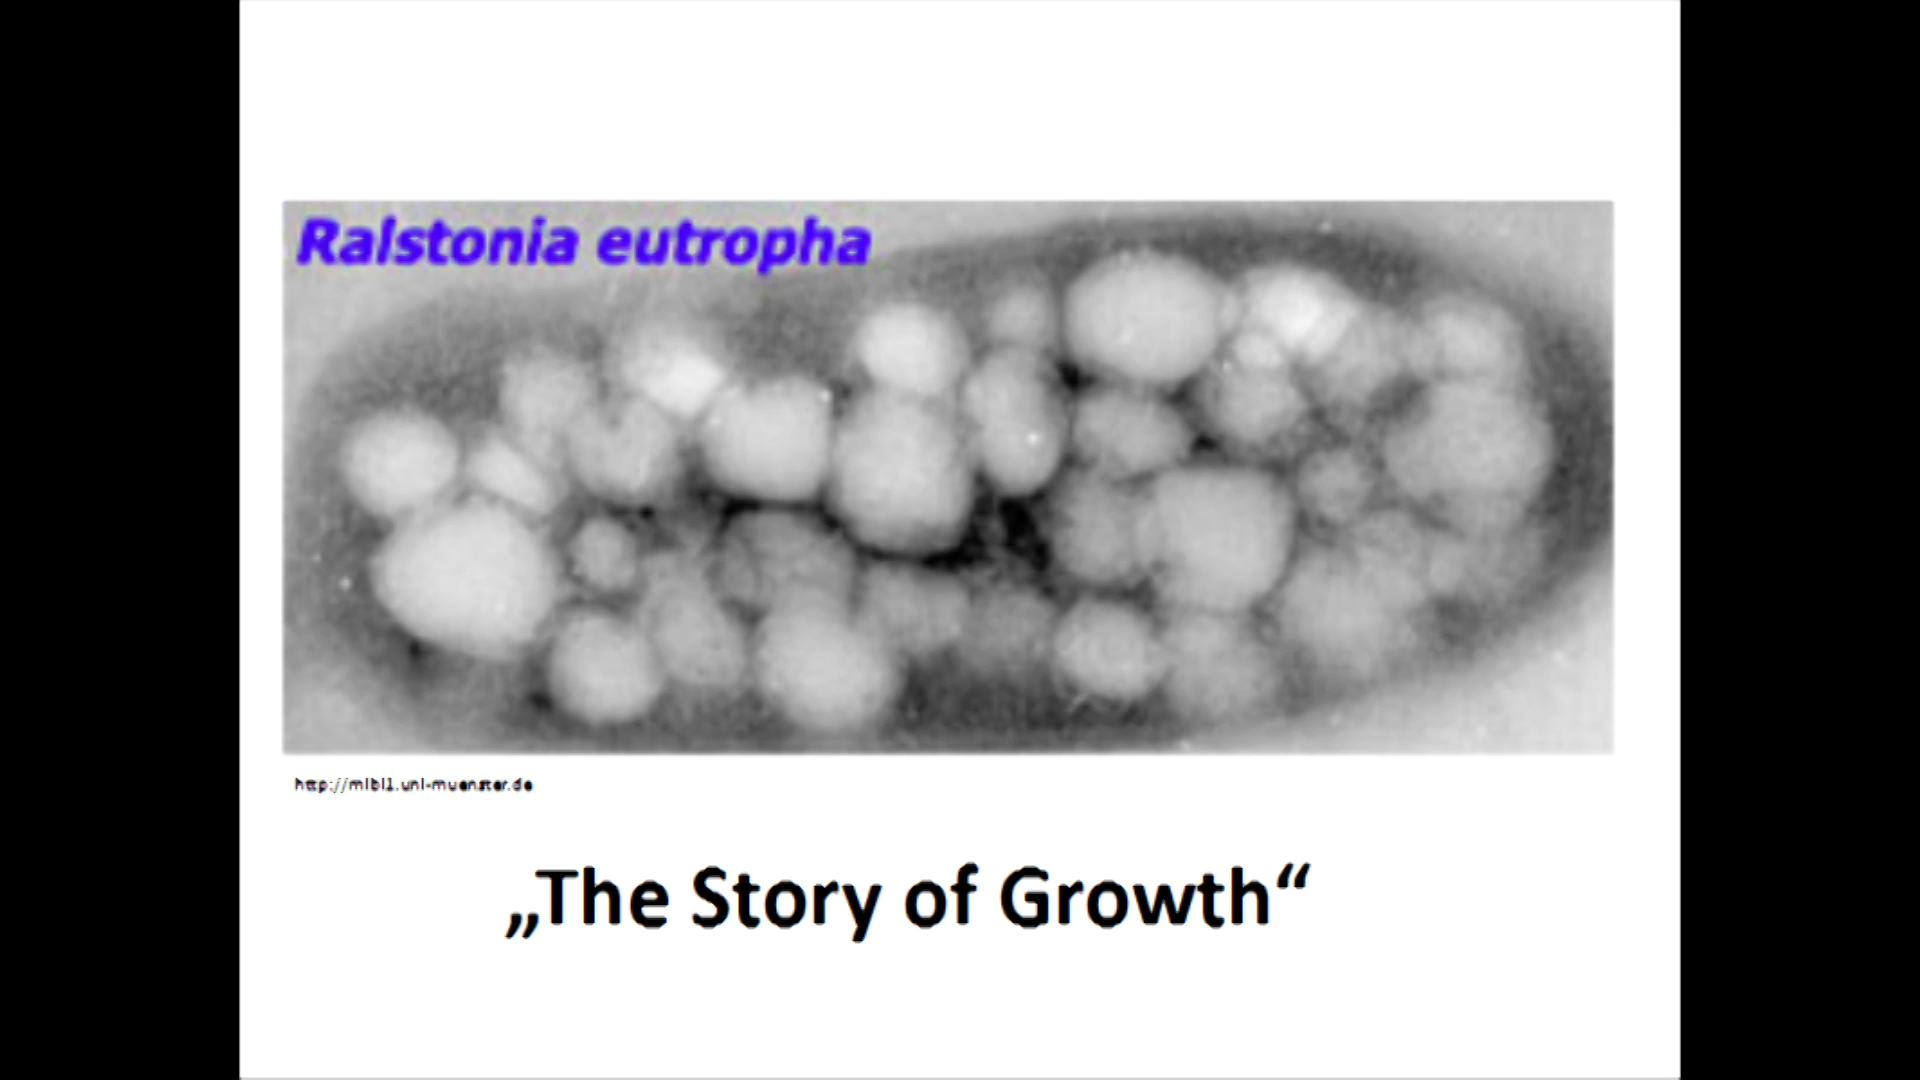 Ralstonia eutropha
http://mibi1.uni-muenster.de
„The Story of Growth“